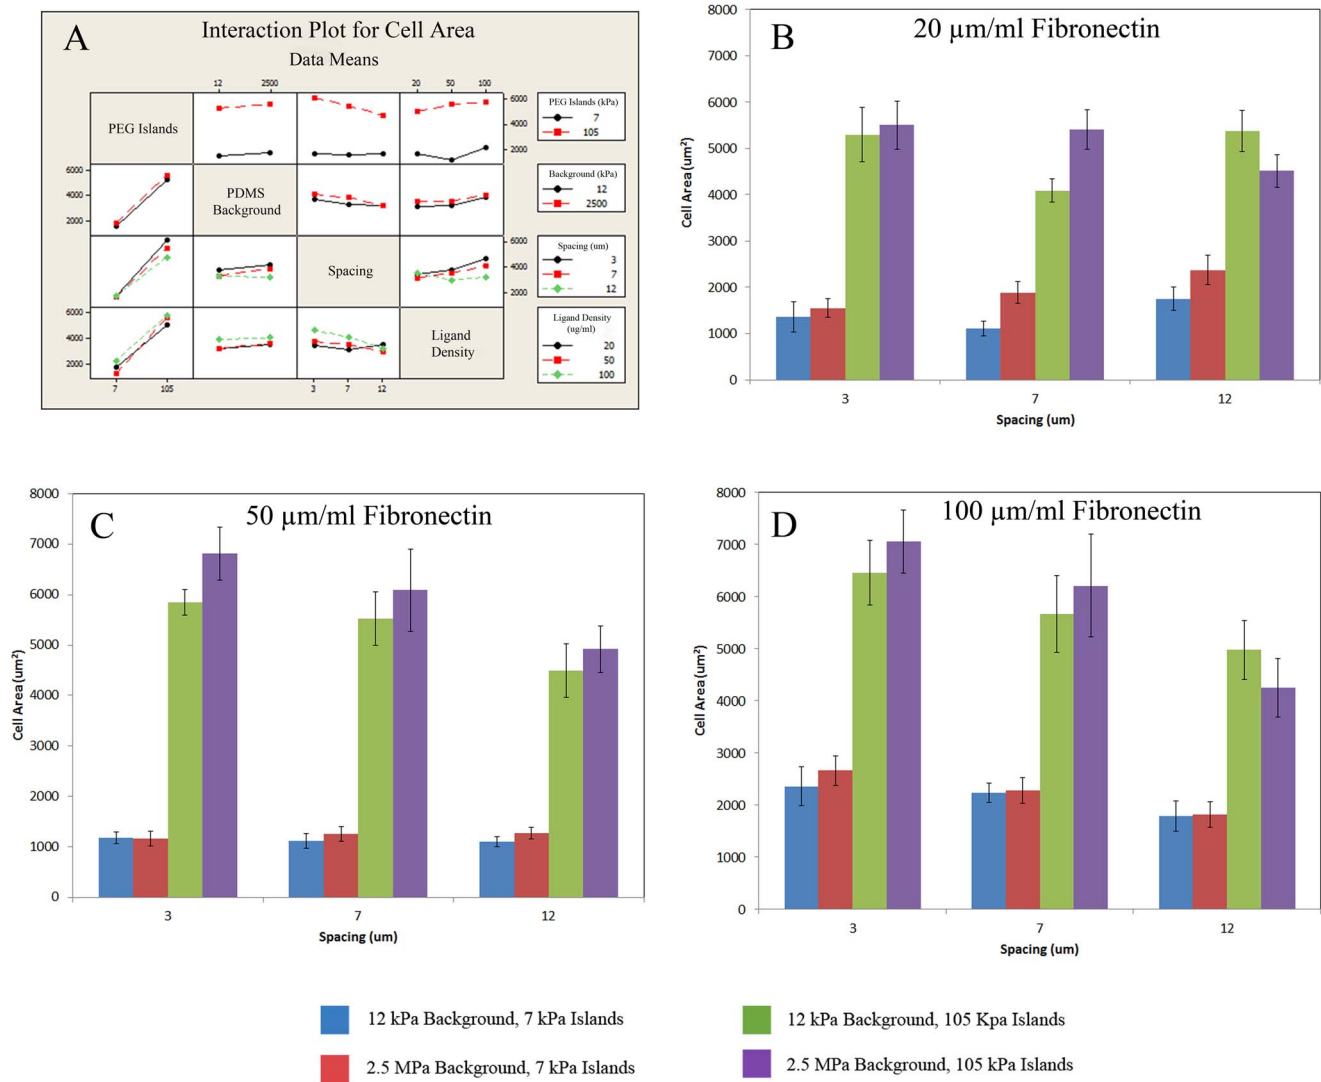 A
Interaction Plot for Cell Area
Data Means
12 2500
20 50 100
PEG Islands
6000
4000
2000
PEG Islands (kPa)
7
105
6000
4000
2000
PDMS
Background
Background (kPa)
12
2500
Spacing
6000
4000
2000
Spacing (um)
3
7
12
6000
4000
2000
Ligand
Density
Ligand Density
(ug/ml)
20
50
100
7 105
3 7 12
B
20 µm/ml Fibronectin
8000
7000
6000
5000
4000
3000
2000
1000
0
Cell Area (um²)
3 7 12
Spacing (um)
C
50 µm/ml Fibronectin
8000
7000
6000
5000
4000
3000
2000
1000
0
Cell Area (um²)
3 7 12
Spacing (um)
D
100 µm/ml Fibronectin
8000
7000
6000
5000
4000
3000
2000
1000
0
Cell Area (um²)
3 7 12
Spacing (um)
12 kPa Background, 7 kPa Islands
12 kPa Background, 105 Kpa Islands
2.5 MPa Background, 7 kPa Islands
2.5 MPa Background, 105 kPa Islands